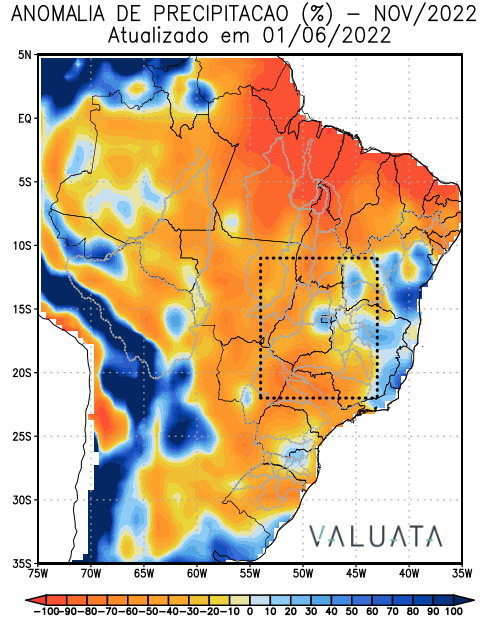 ANOMALIA DE PRECIPITACAO (%) – NOV/2022
Atualizado em 01/06/2022
5N
EQ
5S
10S
15S
20S
25S
30S
35S
VALUATA
75W 70W 65W 60W 55W 50W 45W 40W 35W
-100 -90 -80 -70 -60 -50 -40 -30 -20 -10 0 10 20 30 40 50 60 70 80 90 100